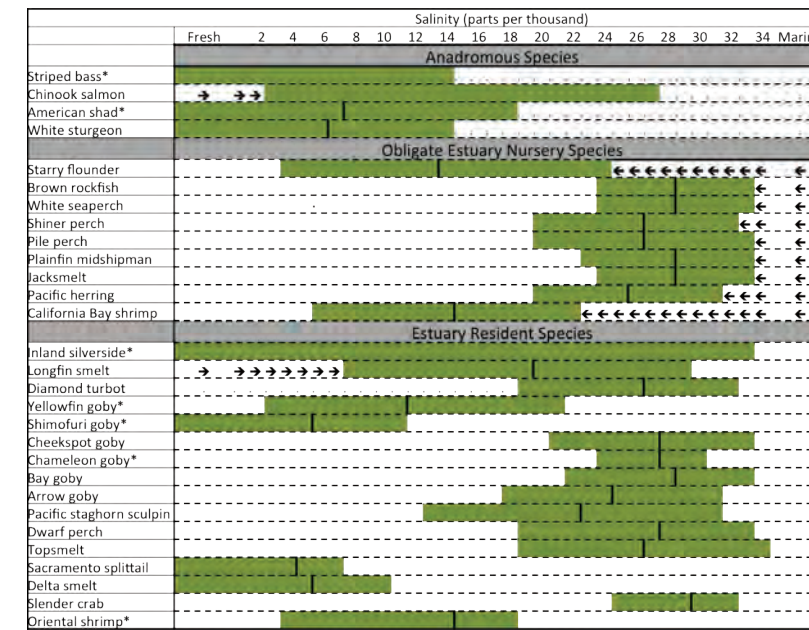 Salinity (parts per thousand)
Fresh 2 4 6 8 10 12 14 16 18 20 22 24 26 28 30 32 34 Marin
Anadromous Species
Striped bass*
Chinook salmon
American shad*
White sturgeon
Obligate Estuary Nursery Species
Starry flounder
Brown rockfish
White seaperch
Shiner perch
Pile perch
Plainfin midshipman
Jacksmelt
Pacific herring
California Bay shrimp
Estuary Resident Species
Inland silverside*
Longfin smelt
Diamond turbot
Yellowfin goby*
Shimofuri goby*
Cheekspot goby
Chameleon goby*
Bay goby
Arrow goby
Pacific staghorn sculpin
Dwarf perch
Topsmelt
Sacramento splittail
Delta smelt
Slender crab
Oriental shrimp*